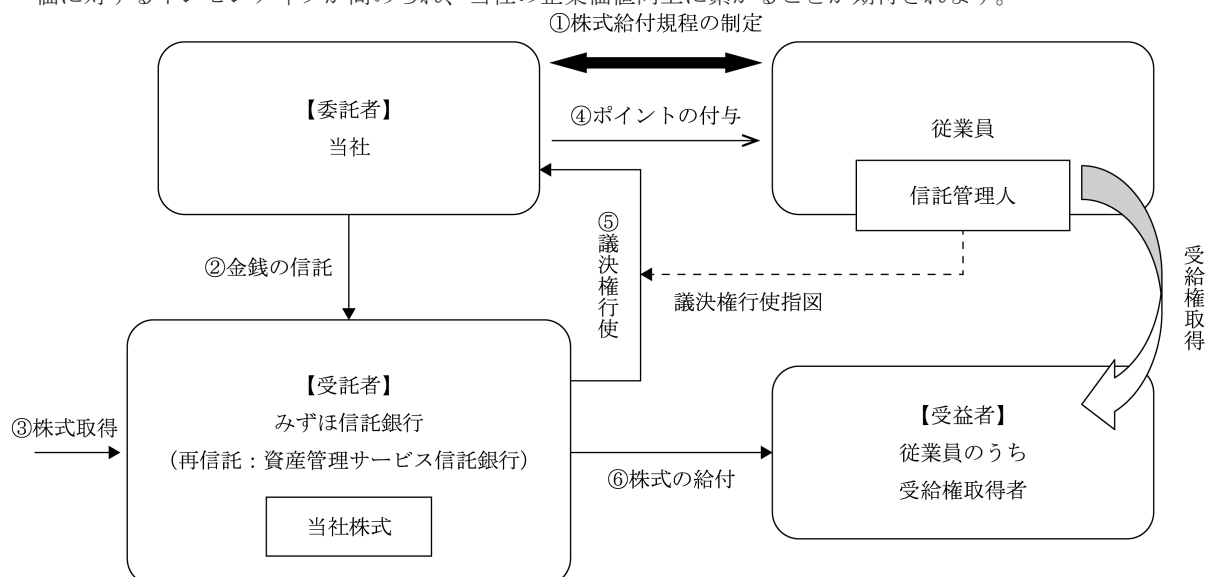 価に対するインセンティブが高められ、当社の企業価値向上に繋がることが期待されます。
①株式給付規程の制定
【委託者】
当社
④ポイントの付与
従業員
信託管理人
②金銭の信託
⑤議決権行使
議決権行使指図
受給権取得
【受託者】
みずほ信託銀行
（再信託：資産管理サービス信託銀行）
当社株式
③株式取得
⑥株式の給付
【受益者】
従業員のうち
受給権取得者